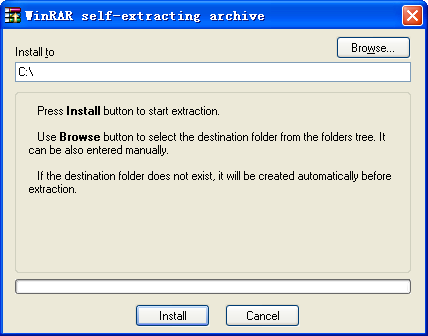 WinRAR self-extracting archive
Install to
Browse...
C:\
Press Install button to start extraction.
Use Browse button to select the destination folder from the folders tree. It
can be also entered manually.
If the destination folder does not exist, it will be created automatically before
extraction.
Install
Cancel